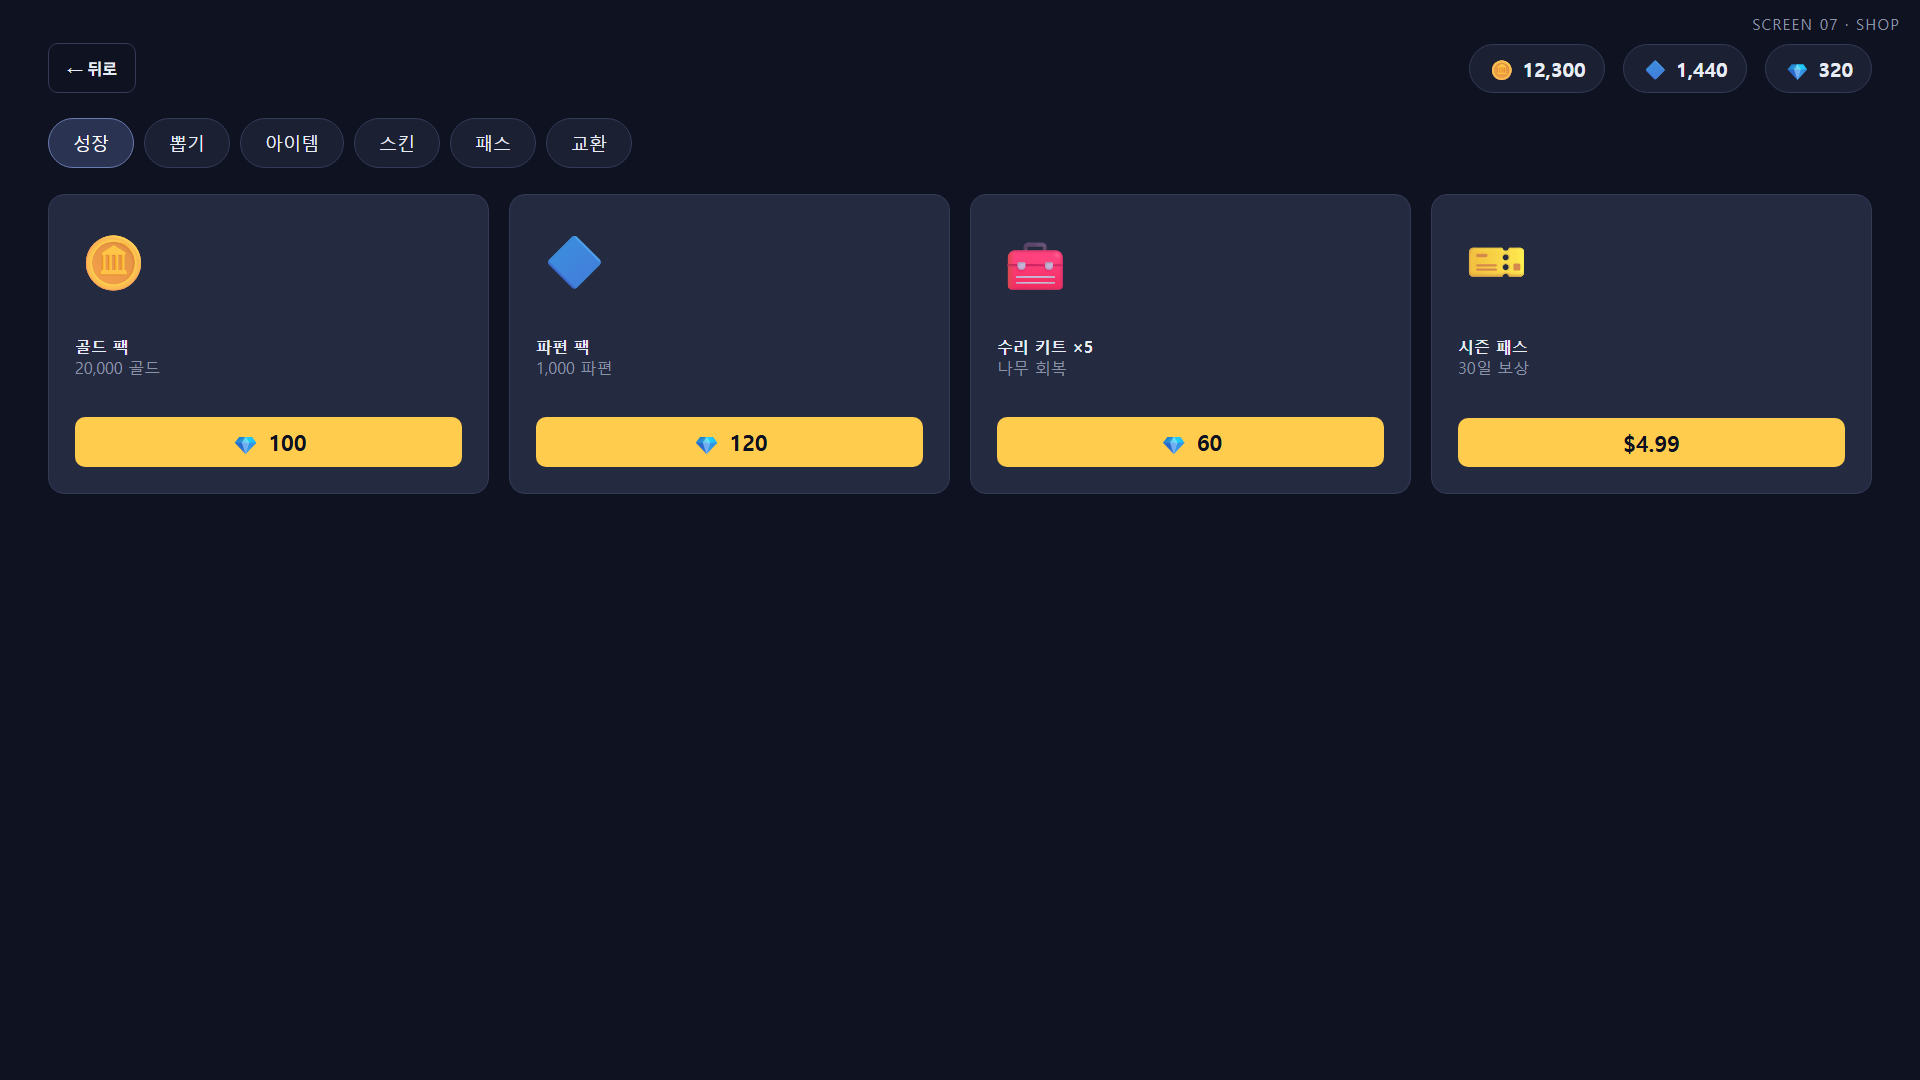 SCREEN 07 · SHOP
← 뒤로
12,300
1,440
320
성장
뽑기
아이템
스킨
패스
교환
골드 팩
20,000 골드
100
파편 팩
1,000 파편
120
수리 키트 ×5
나무 회복
60
시즌 패스
30일 보상
$4.99